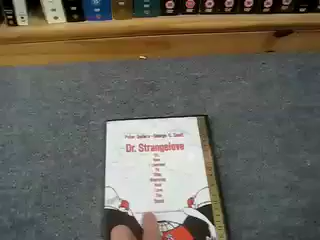 Peter Sellers · George C. Scott
Dr. Strangelove
Or,
How
I
Learned
To
Stop
Worrying
And
Love
The
Bomb